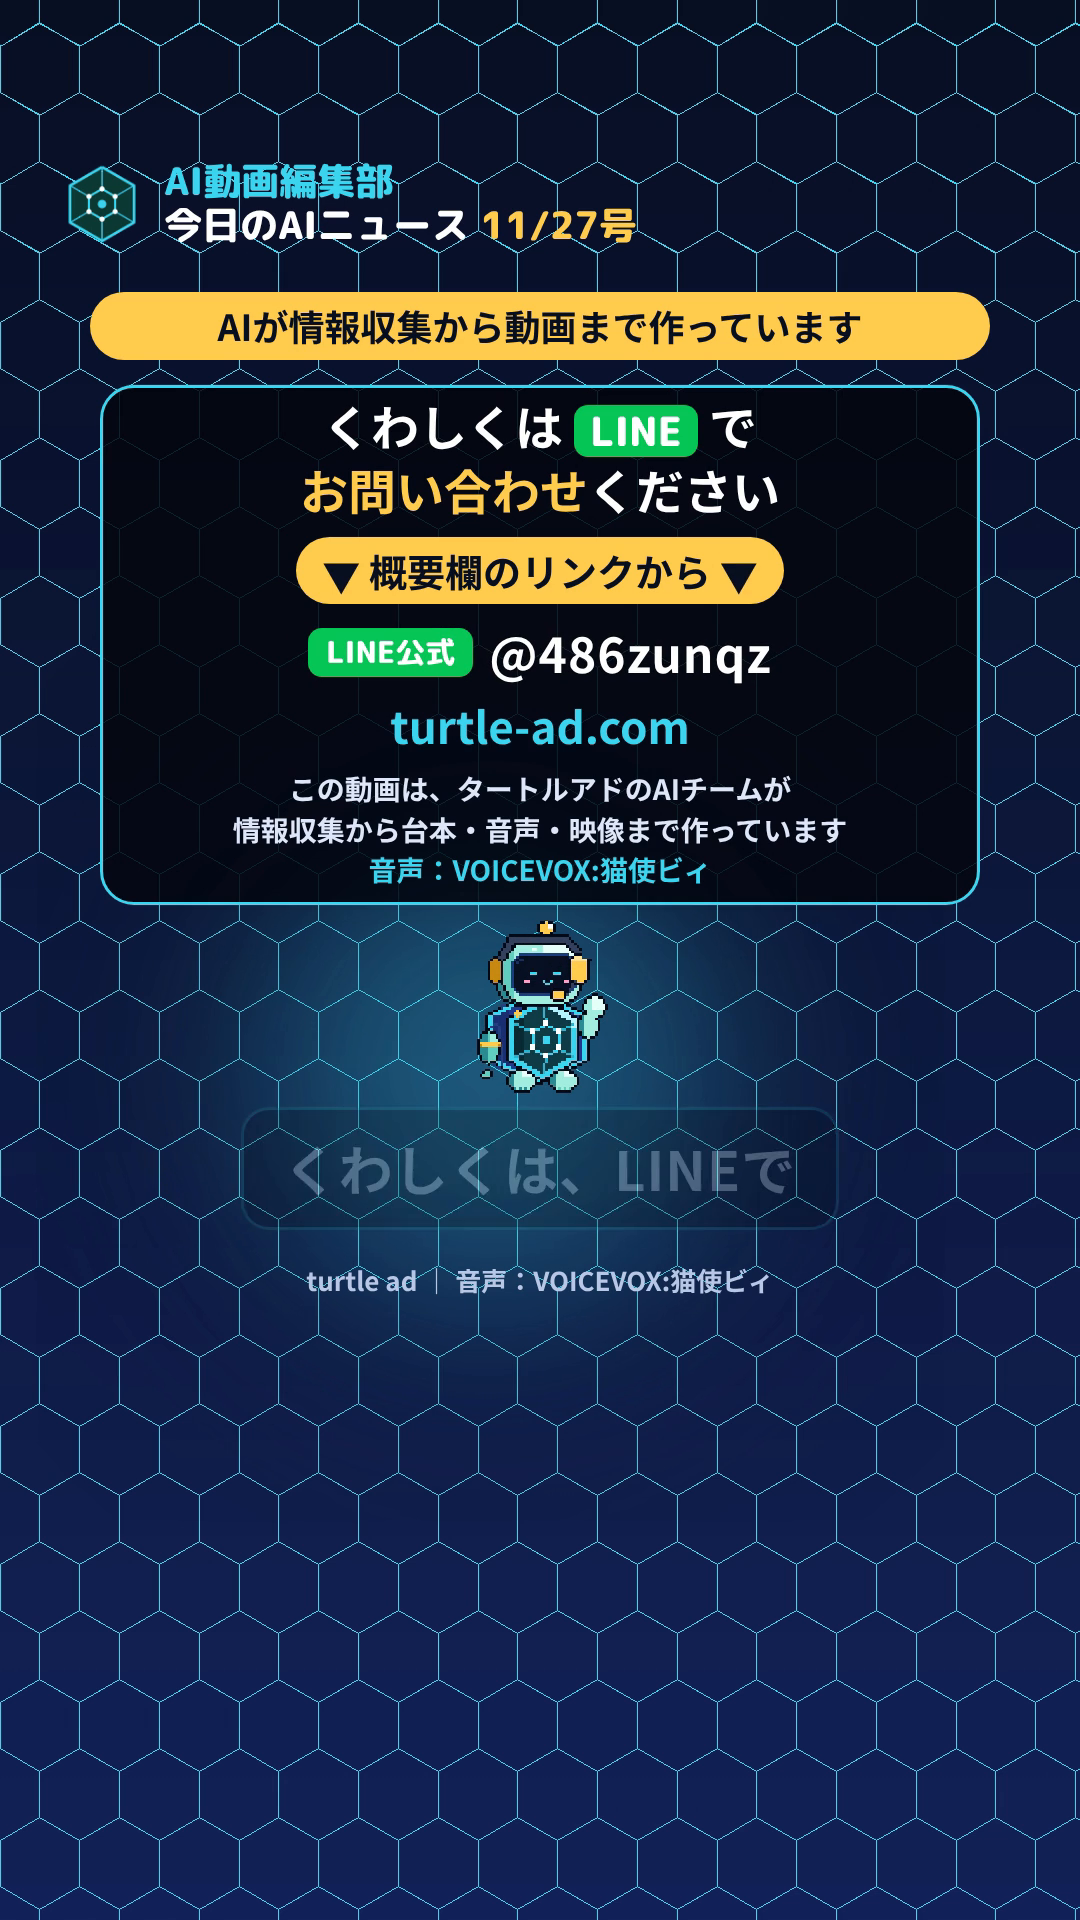 AI動画編集部
今日のAIニュース 11/27号
AIが情報収集から動画まで作っています
くわしくは LINE で
お問い合わせください
▼ 概要欄のリンクから ▼
LINE公式 @486zunqz
turtle-ad.com
この動画は、タートルアドのAIチームが
情報収集から台本・音声・映像まで作っています
音声：VOICEVOX:猫使ビィ
くわしくは、LINEで
turtle ad ｜ 音声：VOICEVOX:猫使ビィ